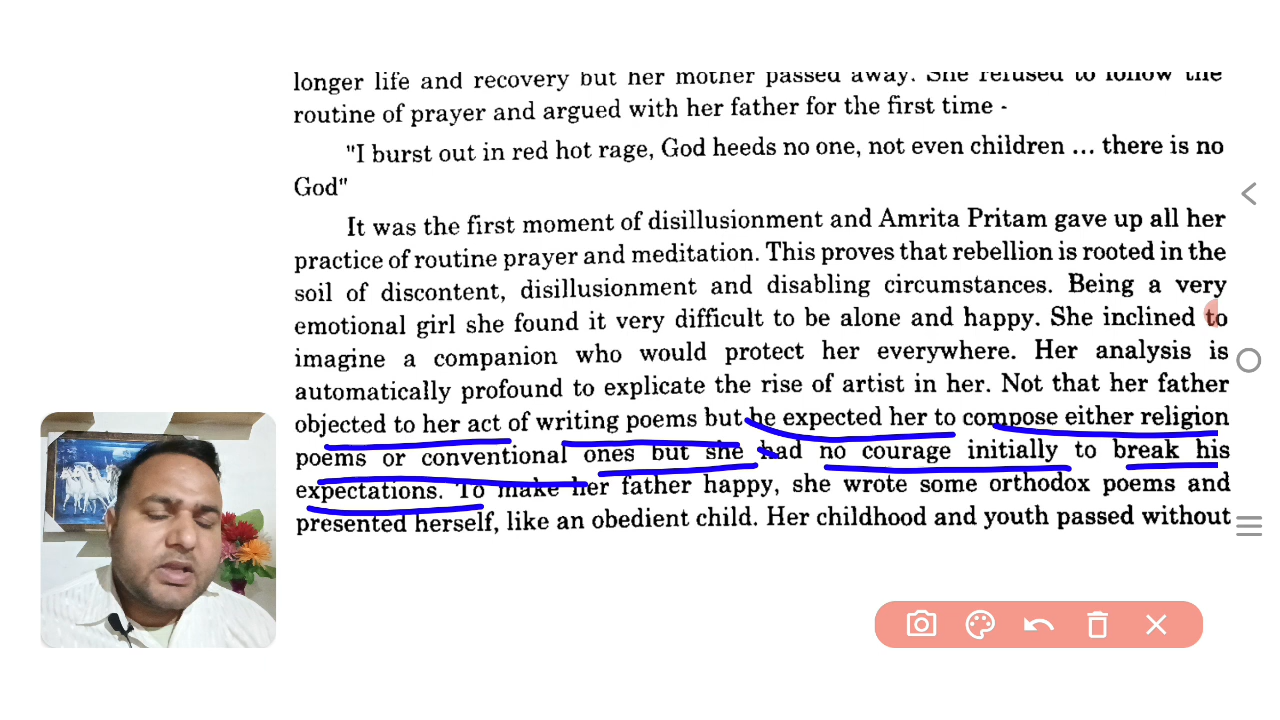 longer life and recovery but her mother passed away. She refused to follow the
routine of prayer and argued with her father for the first time -
"I burst out in red hot rage, God heeds no one, not even children ... there is no
God"
It was the first moment of disillusionment and Amrita Pritam gave up all her
practice of routine prayer and meditation. This proves that rebellion is rooted in the
soil of discontent, disillusionment and disabling circumstances. Being a very
emotional girl she found it very difficult to be alone and happy. She inclined to
imagine a companion who would protect her everywhere. Her analysis is
automatically profound to explicate the rise of artist in her. Not that her father
objected to her act of writing poems but he expected her to compose either religion
poems or conventional ones but she had no courage initially to break his
expectations. To make her father happy, she wrote some orthodox poems and
presented herself, like an obedient child. Her childhood and youth passed without